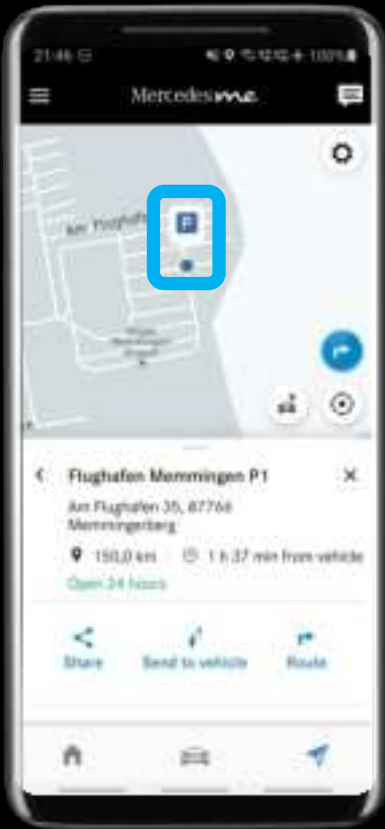 21:46
100%
Mercedes me
Am Flughafen
P
Flughafen Memmingen P1
Am Flughafen 35, 87766
Memmingerberg
150,0 km
1 h 37 min from vehicle
Open 24 hours
Share
Send to vehicle
Route